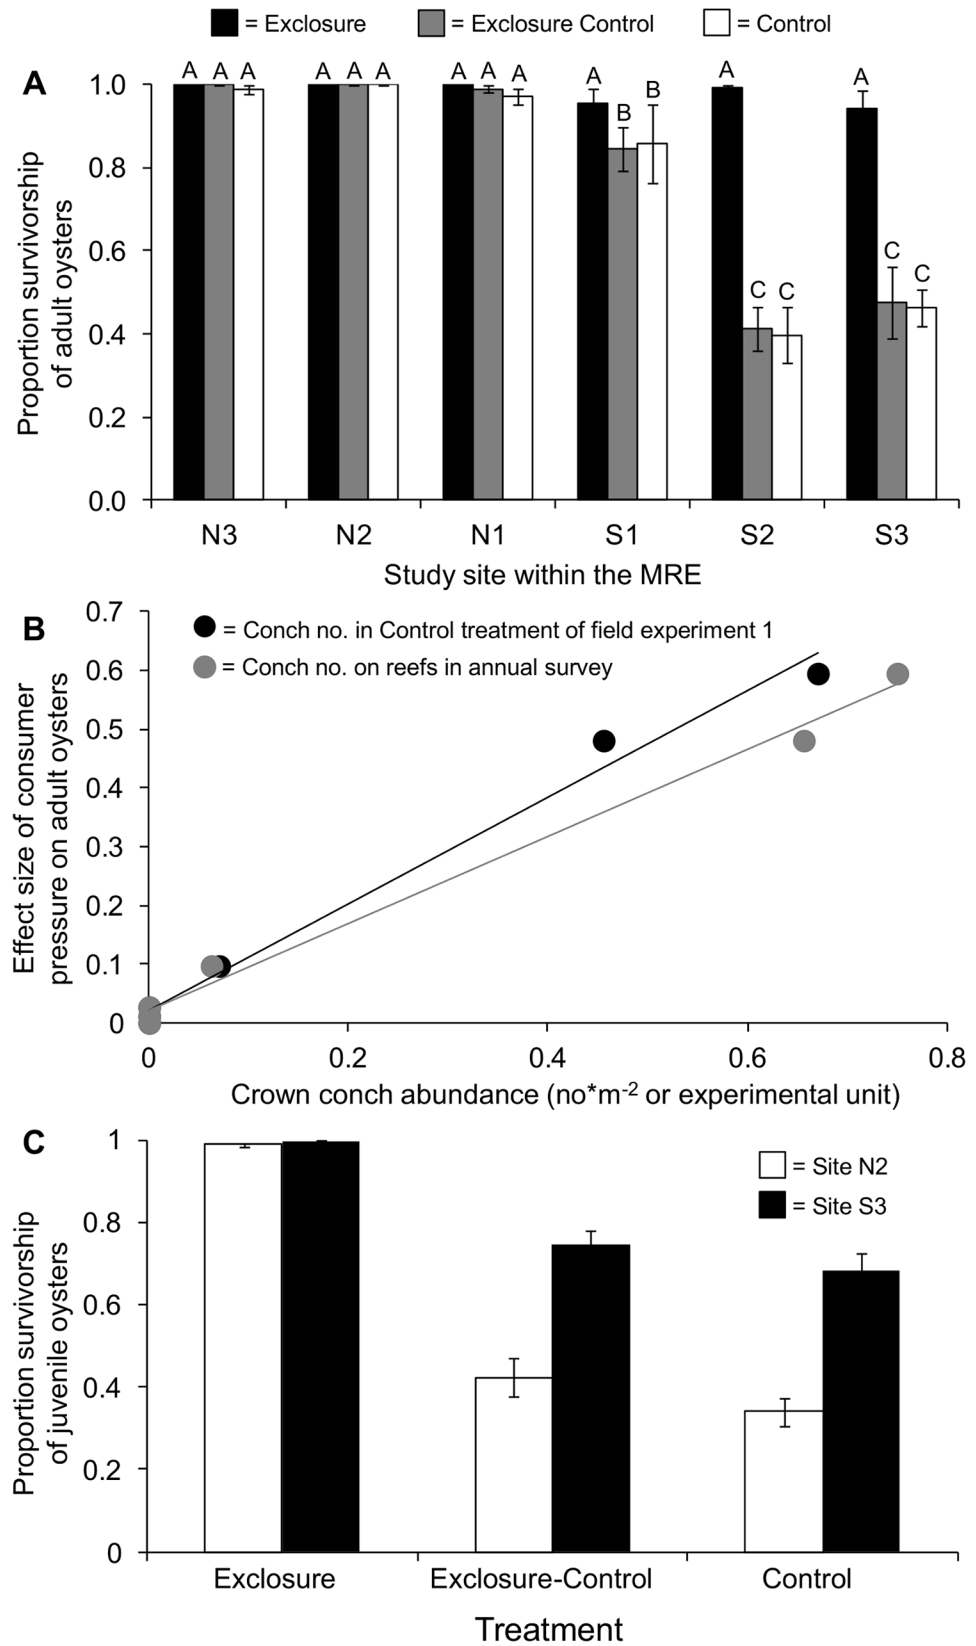 = Exclosure = Exclosure Control = Control
A
A A A A A A A A A A B B A C C A C C
1.0
0.8
0.6
0.4
0.2
0.0
Proportion survivorship
of adult oysters
N3 N2 N1 S1 S2 S3
Study site within the MRE
B
= Conch no. in Control treatment of field experiment 1
= Conch no. on reefs in annual survey
0.7
0.6
0.5
0.4
0.3
0.2
0.1
0
Effect size of consumer
pressure on adult oysters
0 0.2 0.4 0.6 0.8
Crown conch abundance (no*m-2 or experimental unit)
C
= Site N2
= Site S3
1
0.8
0.6
0.4
0.2
0
Proportion survivorship
of juvenile oysters
Exclosure Exclosure-Control Control
Treatment